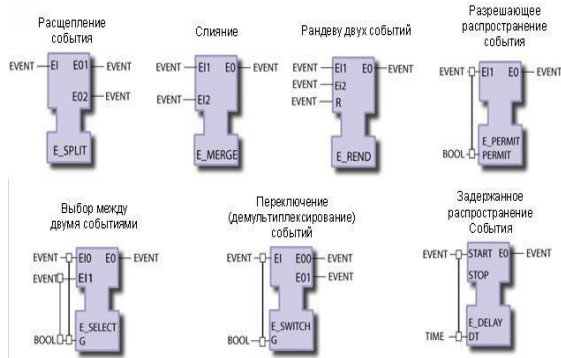 Расщепление
события
EVENT EI EO1 EVENT
EO2 EVENT
E_SPLIT
Слияние
EVENT EI1 EO EVENT
EVENT EI2
E_MERGE
Рандеву двух событий
EVENT EI1 EO EVENT
EVENT Ei2
EVENT R
E_REND
Разрешающее
распространение
события
EVENT EI1 EO EVENT
E_PERMIT
BOOL PERMIT
Выбор между
двумя событиями
EVENT EI0 EO EVENT
EVENT EI1
E_SELECT
BOOL G
Переключение
(демультиплексирование)
событий
EVENT EI EO0 EVENT
EO1 EVENT
E_SWITCH
BOOL G
Задержанное
распространение
События
EVENT START EO EVENT
STOP
E_DELAY
TIME DT